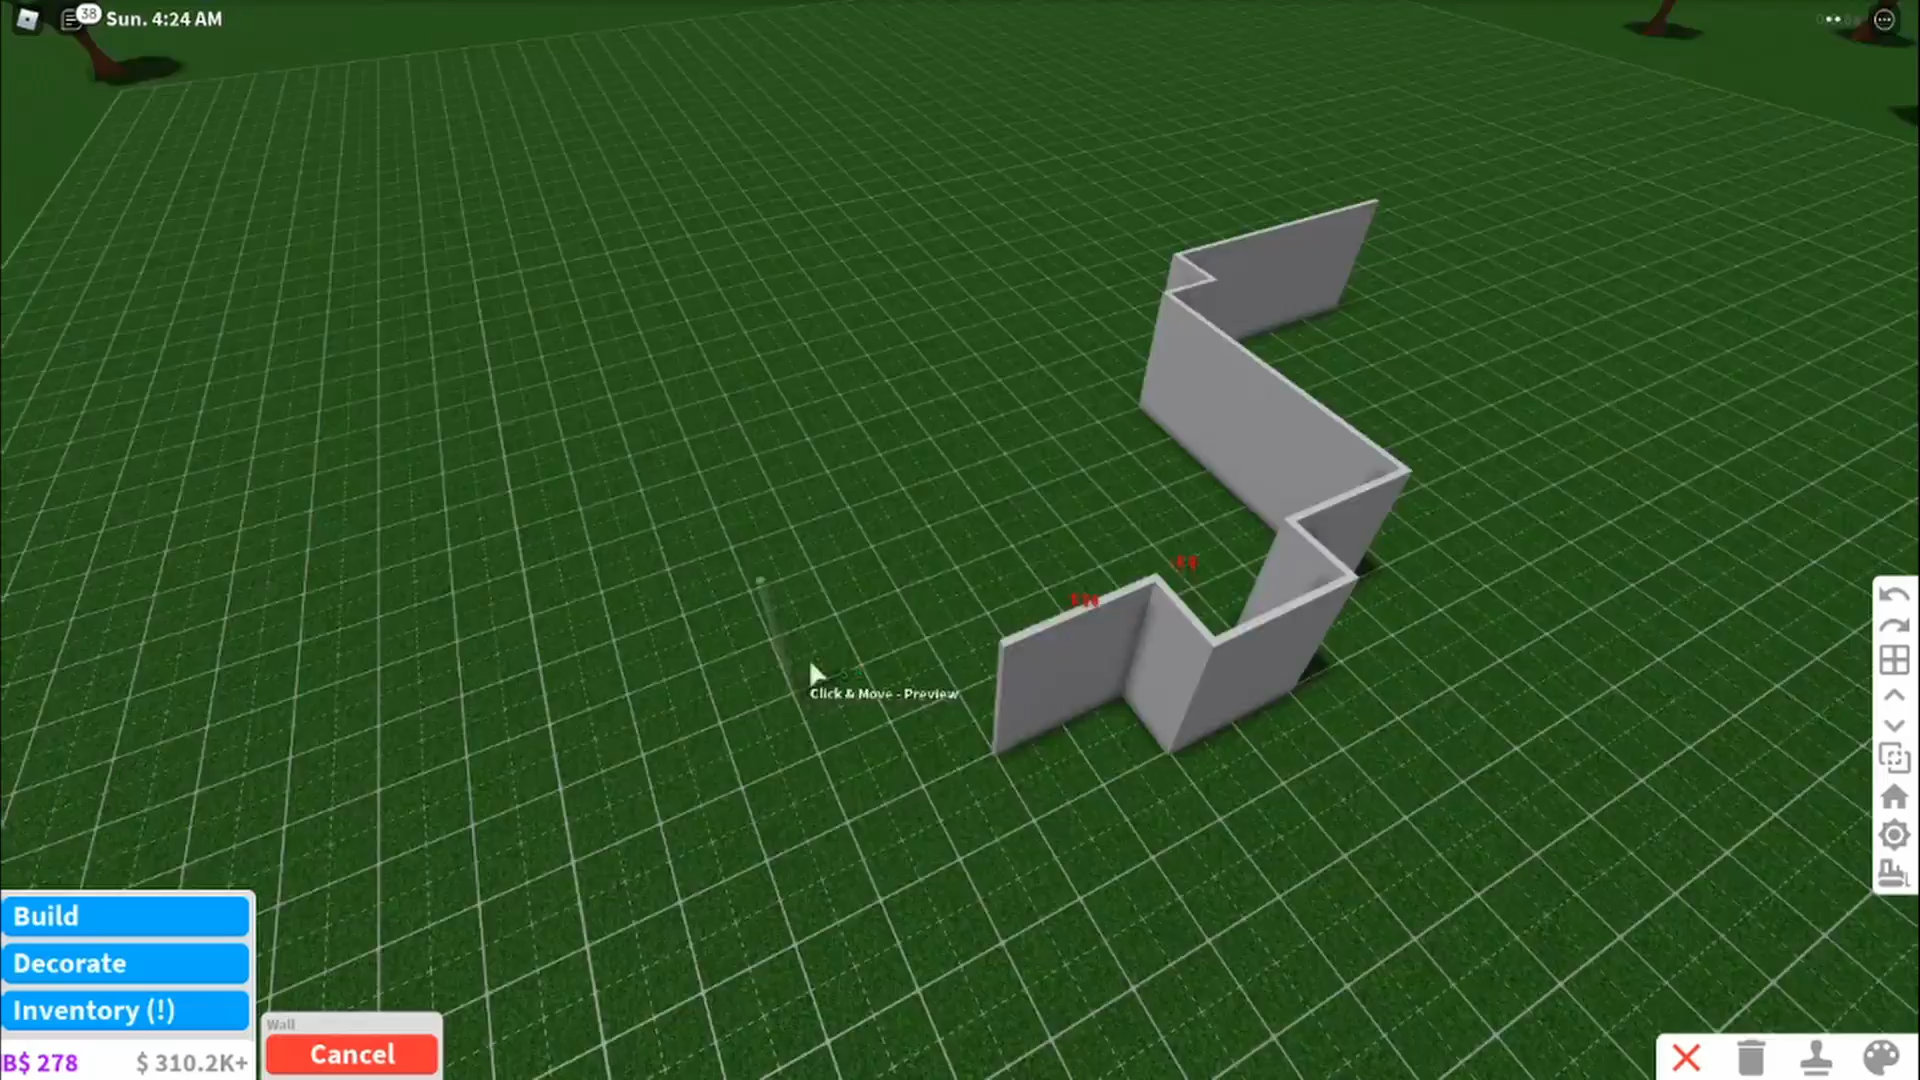 38
Sun. 4:24 AM
Click & Move - Preview
Build
Decorate
Inventory (!)
B$ 278
$ 310.2K+
Wall
Cancel